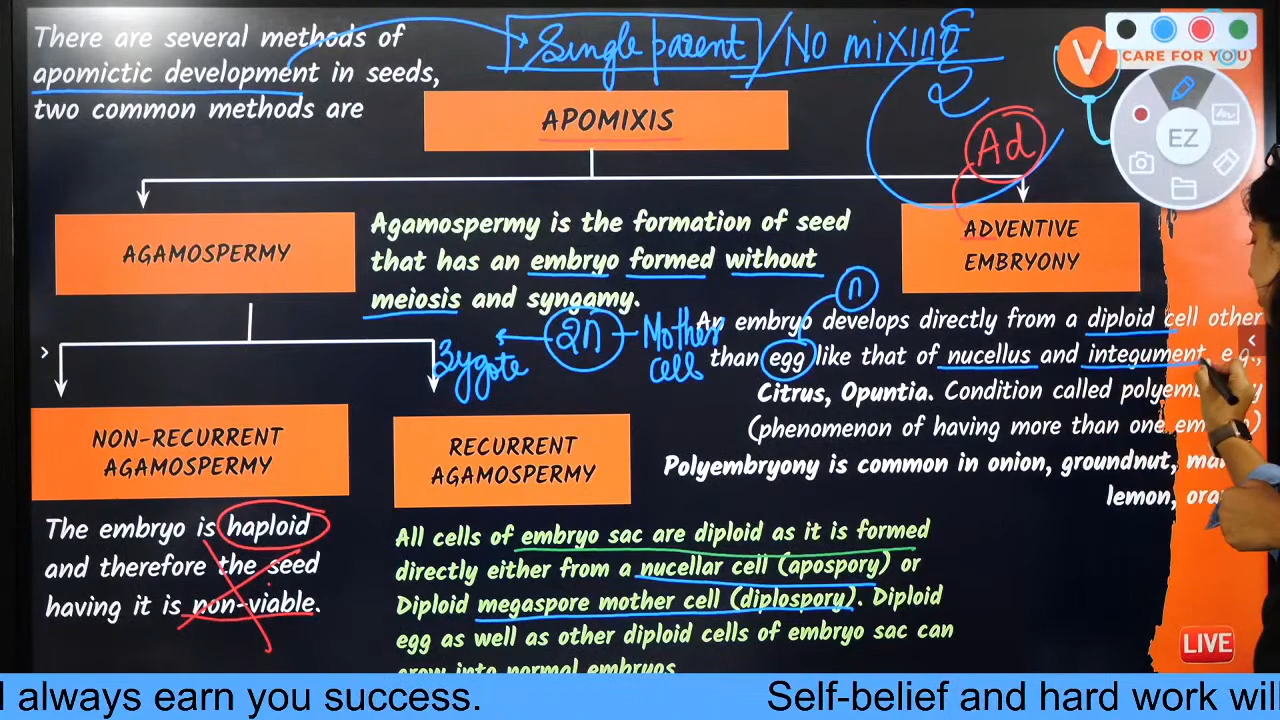 There are several methods of
apomictic development in seeds,
two common methods are
Single parent / No mixing
CARE FOR YOU
EZ
APOMIXIS
Ad
AGAMOSPERMY
Agamospermy is the formation of seed
that has an embryo formed without
meiosis and syngamy.
ADVENTIVE
EMBRYONY
n
2n
Mother
cell
Zygote
An embryo develops directly from a diploid cell other
than egg like that of nucellus and integument, e.g.,
Citrus, Opuntia. Condition called
(phenomenon of having more than one
Polyembryony is common in onion, groundnut,
lemon,
NON-RECURRENT
AGAMOSPERMY
RECURRENT
AGAMOSPERMY
The embryo is haploid
and therefore the seed
having it is non-viable.
All cells of embryo sac are diploid as it is formed
directly either from a nucellar cell (apospory) or
Diploid megaspore mother cell (diplospory). Diploid
egg as well as other diploid cells of embryo sac can
grow into normal embryos
LIVE
always earn you success. Self-belief and hard work will